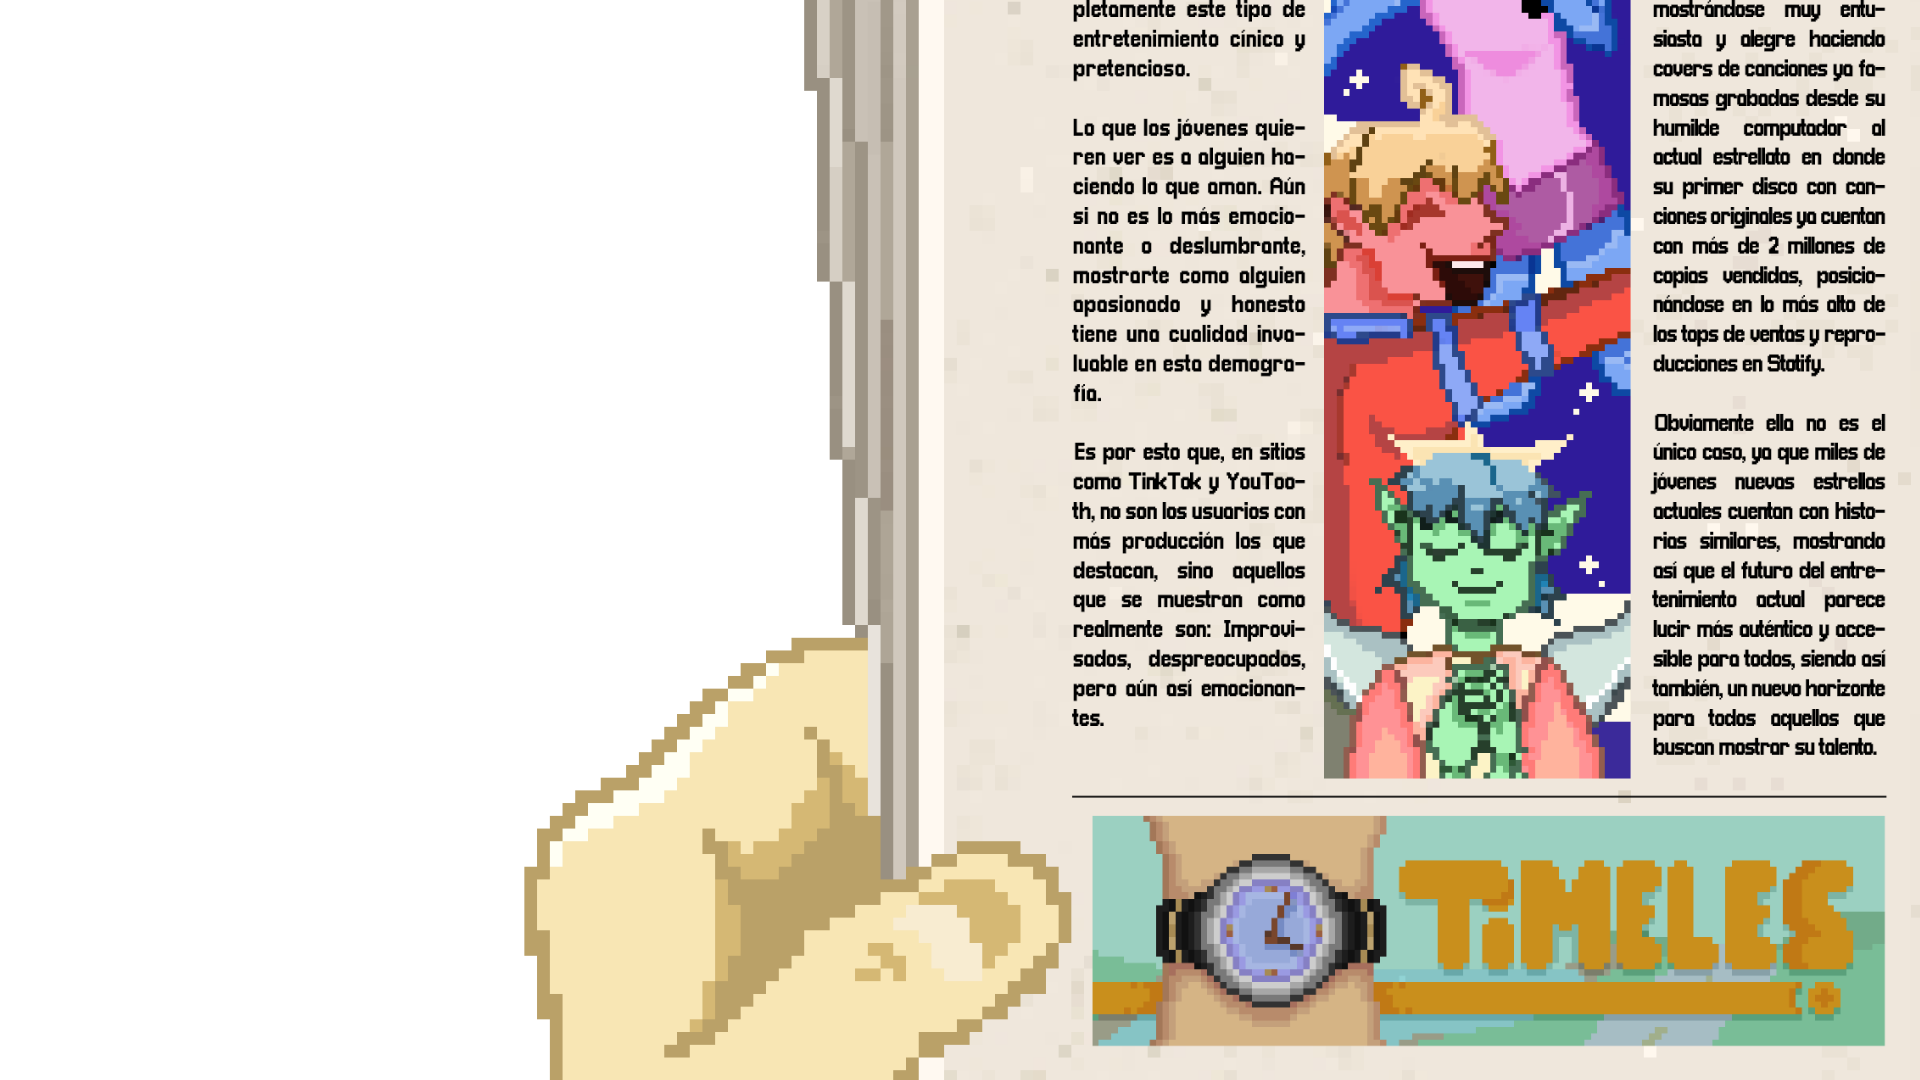 pletamente este tipo de
entretenimiento cínico y
pretencioso.
Lo que los jóvenes quie-
ren ver es a alguien ha-
ciendo lo que aman. Aún
si no es lo más emocio-
nante o deslumbrante,
mostrarte como alguien
apasionado y honesto
tiene una cualidad inva-
luable en esta demogra-
fía.
Es por esto que, en sitios
como TinkTok y YouToo-
th, no son los usuarios con
más producción los que
destacan, sino aquellos
que se muestran como
realmente son: Improvi-
sados, despreocupados,
pero aún así emocionan-
tes.
mostrándose muy entu-
siasta y alegre haciendo
covers de canciones ya fa-
mosas grabadas desde su
humilde computador al
actual estrellato en donde
su primer disco con can-
ciones originales ya cuentan
con más de 2 millones de
copias vendidas, posicio-
nándose en lo más alto de
los tops de ventas y repro-
ducciones en Statify.
Obviamente ella no es el
único caso, ya que miles de
jóvenes nuevas estrellas
actuales cuentan con histo-
rias similares, mostrando
así que el futuro del entre-
tenimiento actual parece
lucir más auténtico y acce-
sible para todos, siendo así
también, un nuevo horizonte
para todos aquellos que
buscan mostrar su talento.
TiMELES